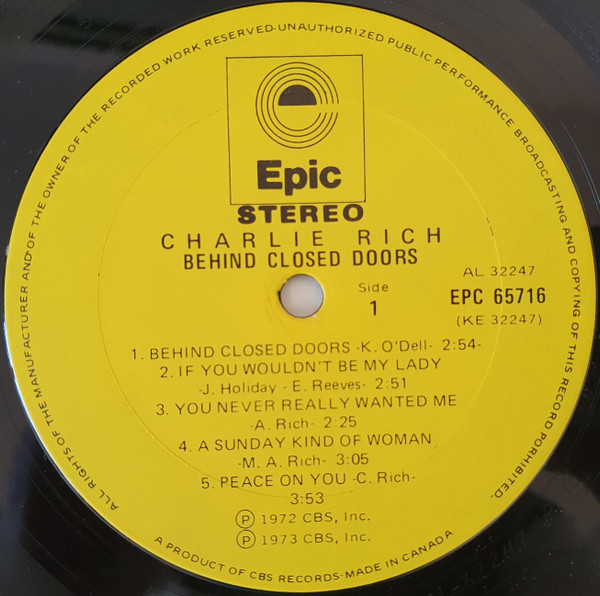 ALL RIGHTS OF THE MANUFACTURER AND OF THE OWNER OF THE RECORDED WORK RESERVED-UNAUTHORIZED PUBLIC PERFORMANCE BROADCASTING AND COPYING OF THIS RECORD PORHIBITED.
Epic
STEREO
CHARLIE RICH
BEHIND CLOSED DOORS
AL 32247
Side
1
EPC 65716
(KE 32247)
1. BEHIND CLOSED DOORS -K. O'Dell- 2:54-
2. IF YOU WOULDN'T BE MY LADY
-J. Holiday - E. Reeves- 2:51
3. YOU NEVER REALLY WANTED ME
-A. Rich- 2:25
4. A SUNDAY KIND OF WOMAN
-M. A. Rich- 3:05
5. PEACE ON YOU -C. Rich-
3:53
Ⓟ 1972 CBS, Inc.
Ⓟ 1973 CBS, Inc.
A PRODUCT OF CBS RECORDS-MADE IN CANADA